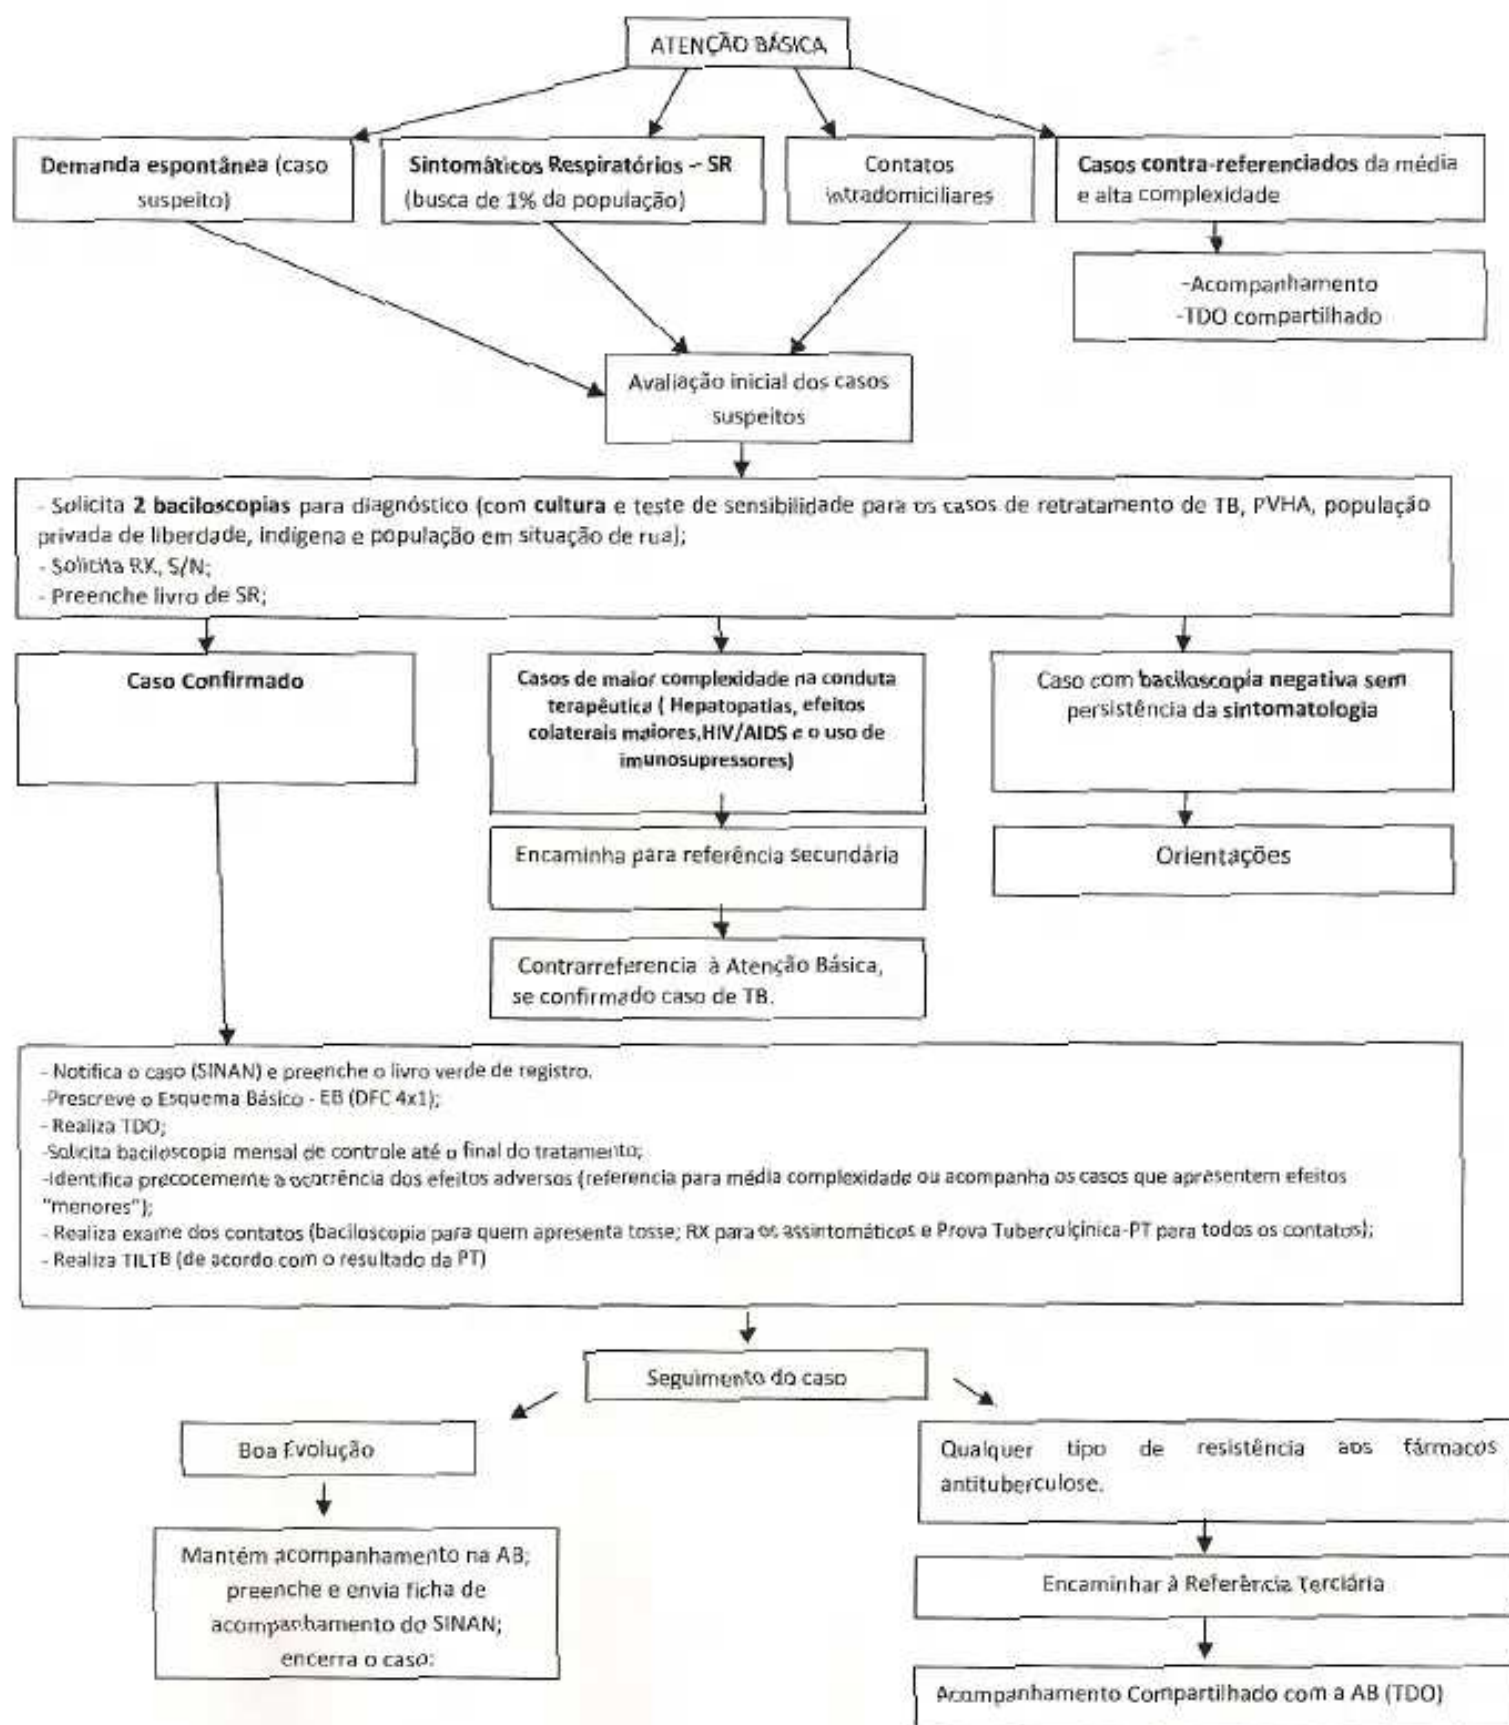 ATENÇÃO BÁSICA
Demanda espontânea (caso
suspeito)
Sintomáticos Respiratórios – SR
(busca de 1% da população)
Contatos
intradomiciliares
Casos contra-referenciados da média
e alta complexidade
-Acompanhamento
-TDO compartilhado
Avaliação inicial dos casos
suspeitos
- Solicita 2 baciloscopias para diagnóstico (com cultura e teste de sensibilidade para os casos de retratamento de TB, PVHA, população
privada de liberdade, indígena e população em situação de rua);
- Solicita RX, S/N;
- Preenche livro de SR;
Caso Confirmado
Casos de maior complexidade na conduta
terapêutica ( Hepatopatias, efeitos
colaterais maiores,HIV/AIDS e o uso de
imunosupressores)
Encaminha para referência secundária
Contrarreferencia à Atenção Básica,
se confirmado caso de TB.
Caso com baciloscopia negativa sem
persistência da sintomatologia
Orientações
- Notifica o caso (SINAN) e preenche o livro verde de registro.
-Prescreve o Esquema Básico - EB (DFC 4x1);
- Realiza TDO;
-Solicita baciloscopia mensal de controle até o final do tratamento;
-Identifica precocemente a ocorrência dos efeitos adversos (referencia para média complexidade ou acompanha os casos que apresentem efeitos
"menores");
- Realiza exame dos contatos (baciloscopia para quem apresenta tosse; RX para os assintomáticos e Prova Tuberculçínica-PT para todos os contatos);
- Realiza TILTB (de acordo com o resultado da PT)
Seguimento do caso
Boa Evolução
Mantém acompanhamento na AB;
preenche e envia ficha de
acompanhamento do SINAN;
encerra o caso;
Qualquer tipo de resistência aos fármacos
antituberculose.
Encaminhar à Referência Terciária
Acompanhamento Compartilhado com a AB (TDO)